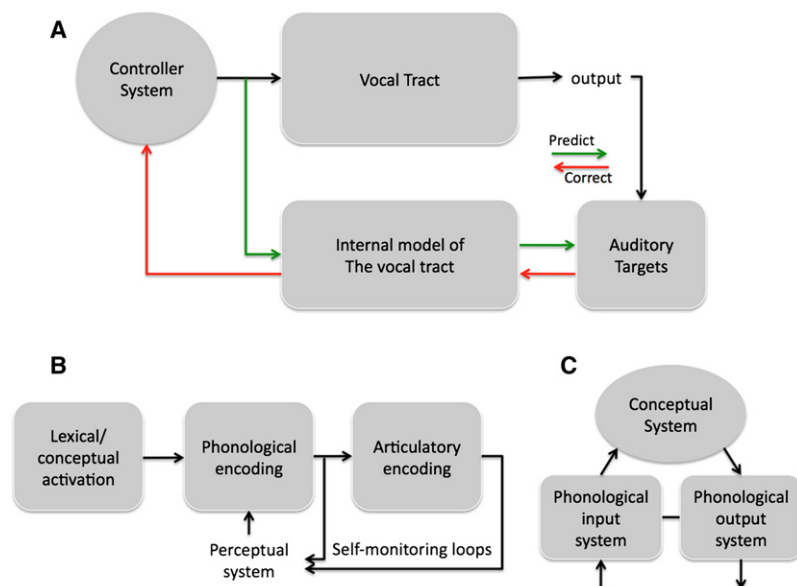 A
Controller
System
Vocal Tract
output
Predict
Correct
Internal model of
The vocal tract
Auditory
Targets
B
Lexical/
conceptual
activation
Phonological
encoding
Articulatory
encoding
Perceptual
system
Self-monitoring loops
C
Conceptual
System
Phonological
input
system
Phonological
output
system